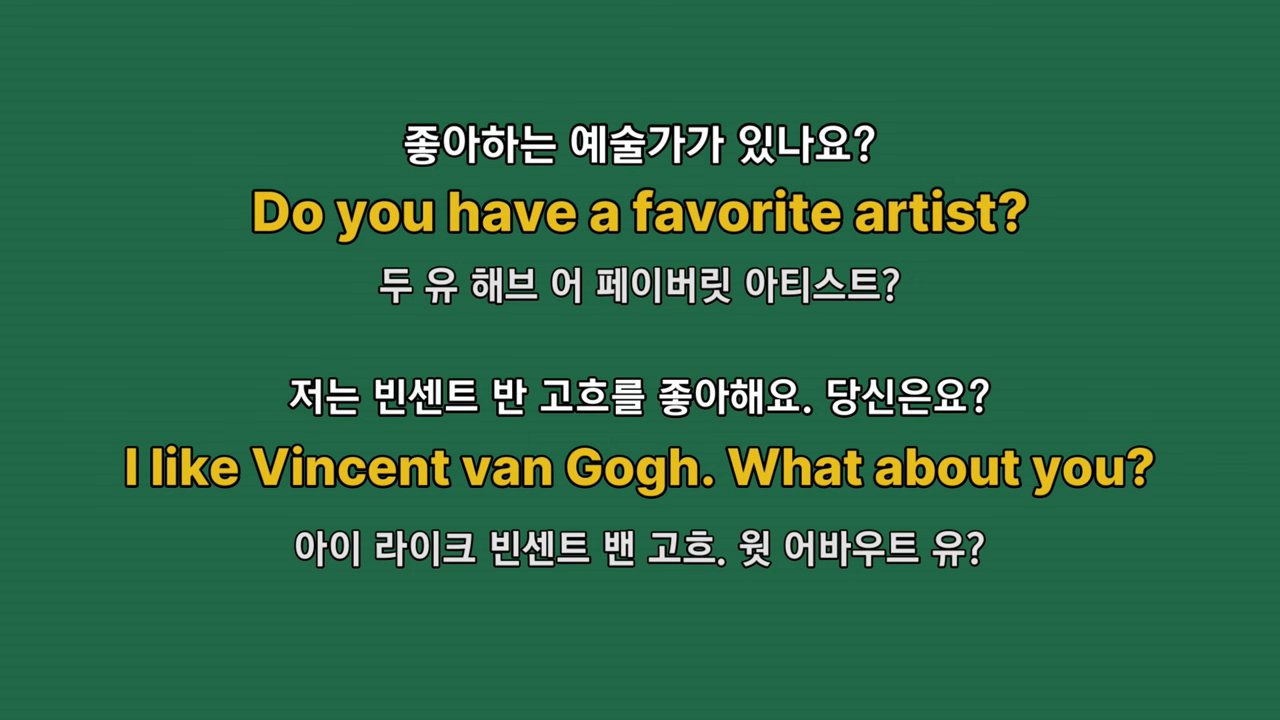 좋아하는 예술가가 있나요?
Do you have a favorite artist?
두 유 해브 어 페이버릿 아티스트?
저는 빈센트 반 고흐를 좋아해요. 당신은요?
I like Vincent van Gogh. What about you?
아이 라이크 빈센트 밴 고흐. 웟 어바우트 유?